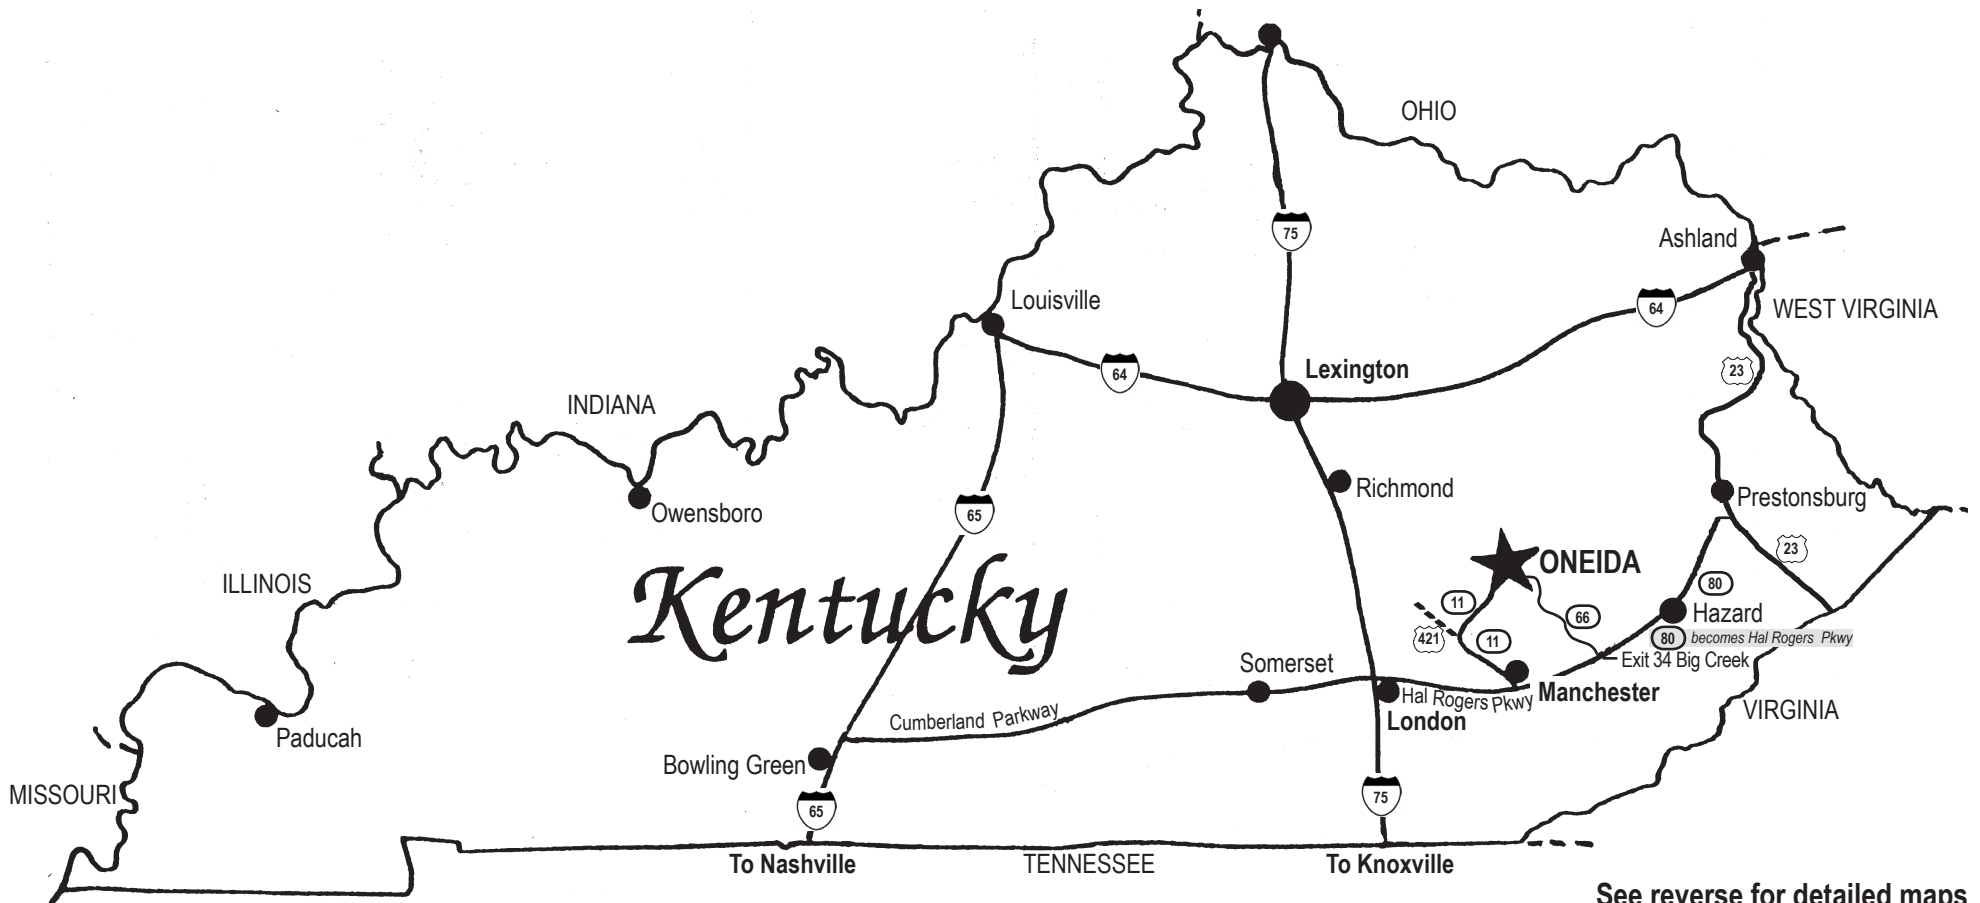 OHIO
75
Ashland
Louisville
64
WEST VIRGINIA
64
Lexington
23
INDIANA
Richmond
Prestonsburg
Owensboro
65
23
ONEIDA
ILLINOIS
Kentucky
80
11
66
Hazard
421
11
80 becomes Hal Rogers Pkwy
Exit 34 Big Creek
Somerset
Manchester
Hal Rogers Pkwy
London
VIRGINIA
Cumberland Parkway
Paducah
Bowling Green
MISSOURI
65
75
To Nashville
TENNESSEE
To Knoxville
See reverse for detailed maps